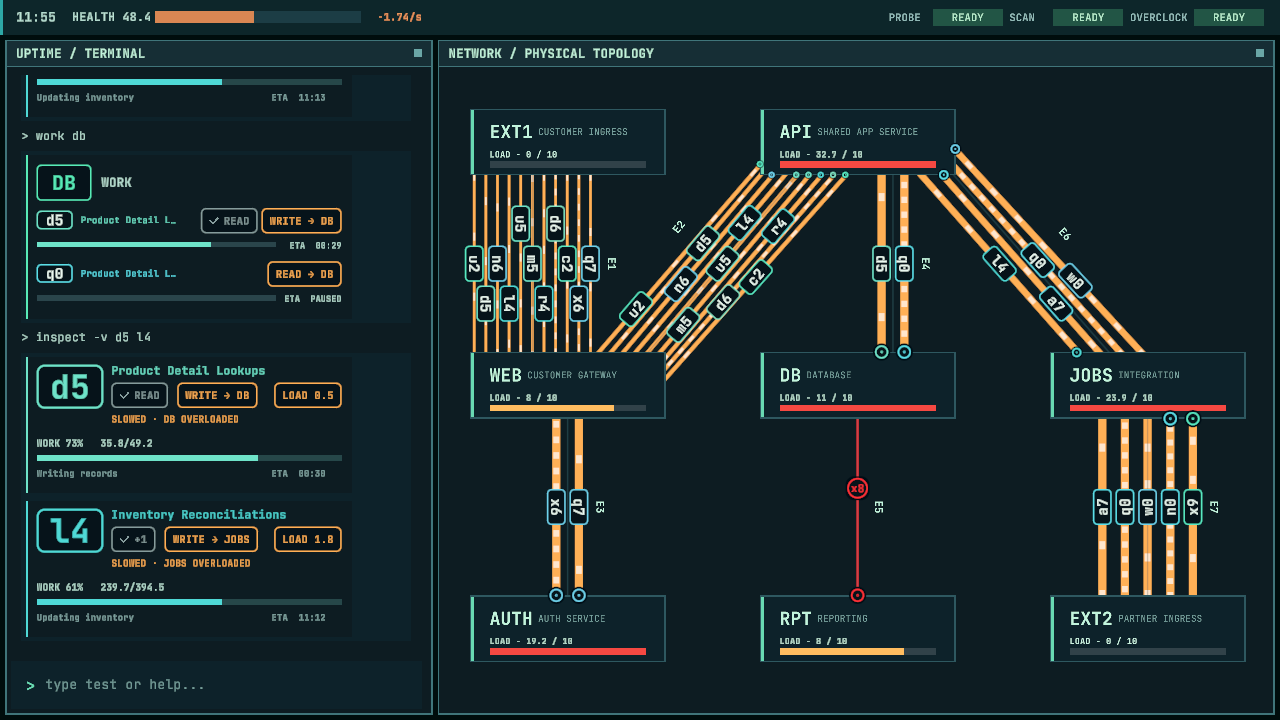 11:55 HEALTH 48.4 -1.74/s PROBE READY SCAN READY OVERCLOCK READY
UPTIME / TERMINAL
Updating inventory ETA 11:13
> work db
DB WORK
d5 Product Detail L… READ WRITE → DB
ETA 00:29
q0 Product Detail L… READ → DB
ETA PAUSED
> inspect -v d5 l4
d5 Product Detail Lookups
READ WRITE → DB LOAD 0.5
SLOWED · DB OVERLOADED
WORK 73% 35.8/49.2
Writing records ETA 00:30
l4 Inventory Reconciliations
+1 WRITE → JOBS LOAD 1.8
SLOWED · JOBS OVERLOADED
WORK 61% 239.7/394.5
Updating inventory ETA 11:12
> type test or help...
NETWORK / PHYSICAL TOPOLOGY
EXT1 CUSTOMER INGRESS
LOAD - 0 / 10
API SHARED APP SERVICE
LOAD - 32.7 / 10
u2
d5
n6
l4
u5
m5
r4
d6
c2
x6
q7
E1
E2
u2
m5
n6
d5
d6
u5
l4
c2
r4
d5
q0
E4
l4
q0
a7
w0
E6
WEB CUSTOMER GATEWAY
LOAD - 8 / 10
DB DATABASE
LOAD - 11 / 10
JOBS INTEGRATION
LOAD - 23.9 / 10
x6
q7
E3
x8
E5
a7
q0
w0
n0
x9
E7
AUTH AUTH SERVICE
LOAD - 19.2 / 10
RPT REPORTING
LOAD - 8 / 10
EXT2 PARTNER INGRESS
LOAD - 0 / 10